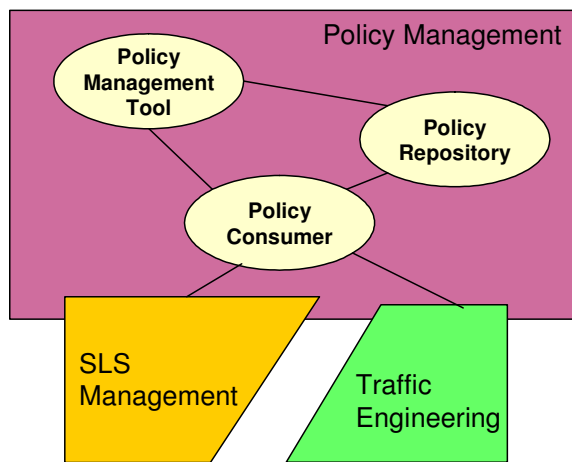 Policy Management
Policy
Management
Tool
Policy
Repository
Policy
Consumer
SLS
Management
Traffic
Engineering